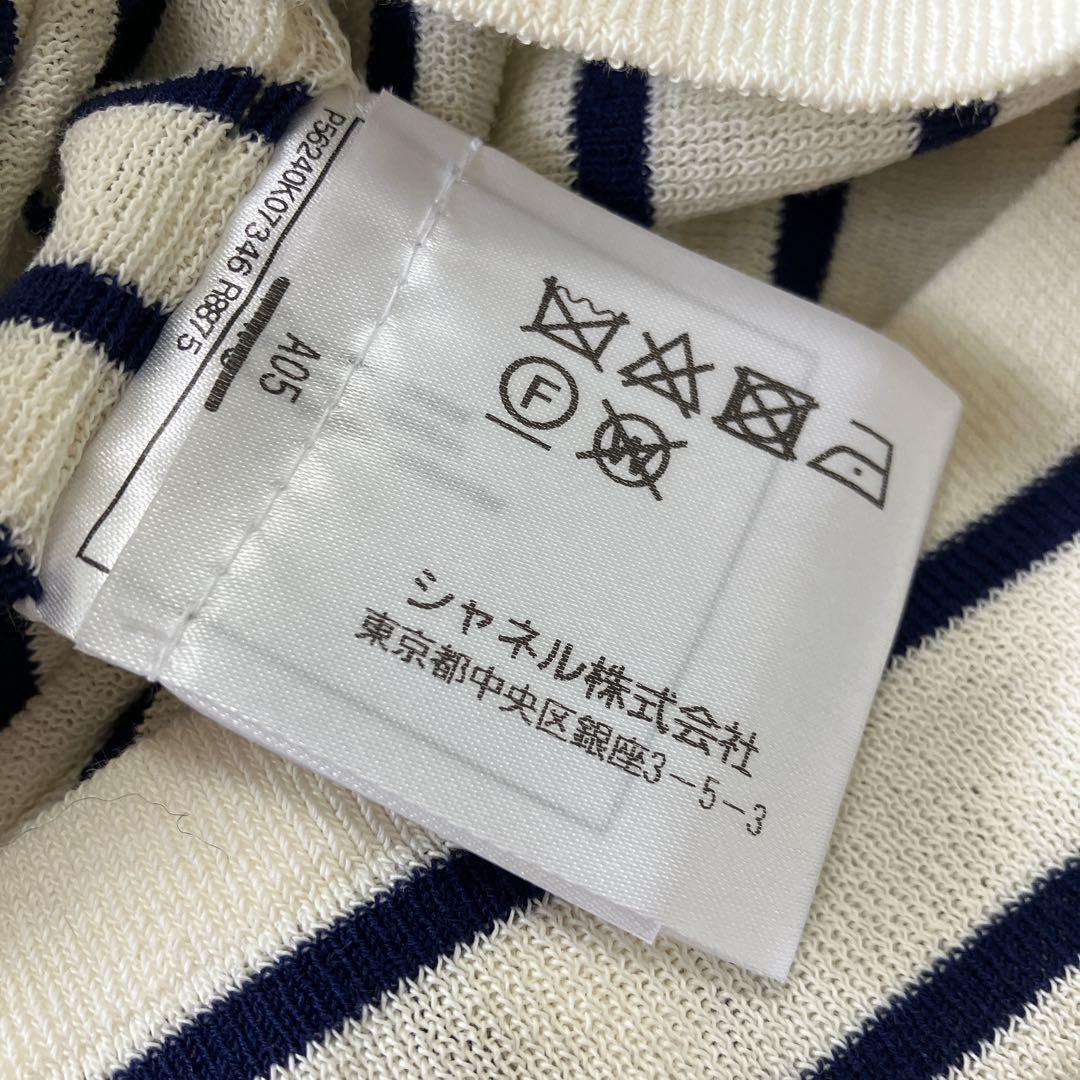 P56240K07346 R8875
A05
F
W
シャネル株式会社
東京都中央区銀座3-5-3